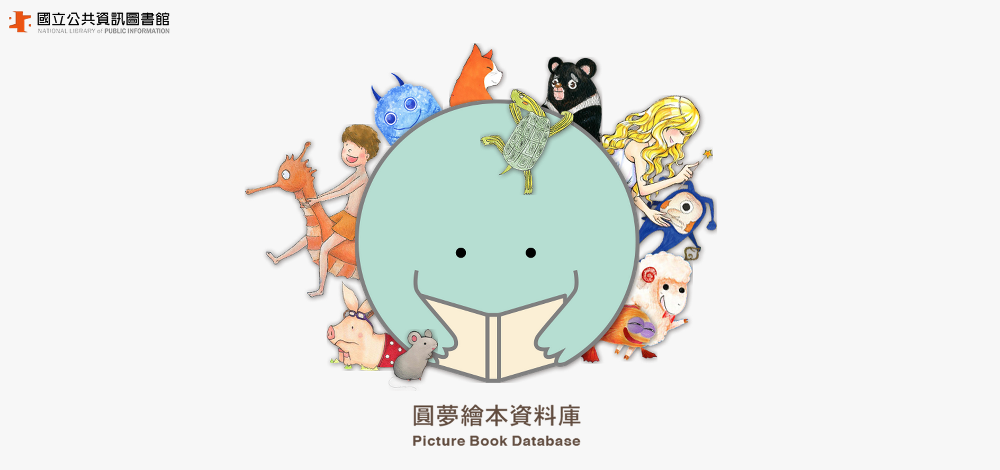 國立公共資訊圖書館
NATIONAL LIBRARY of PUBLIC INFORMATION
圓夢繪本資料庫
Picture Book Database